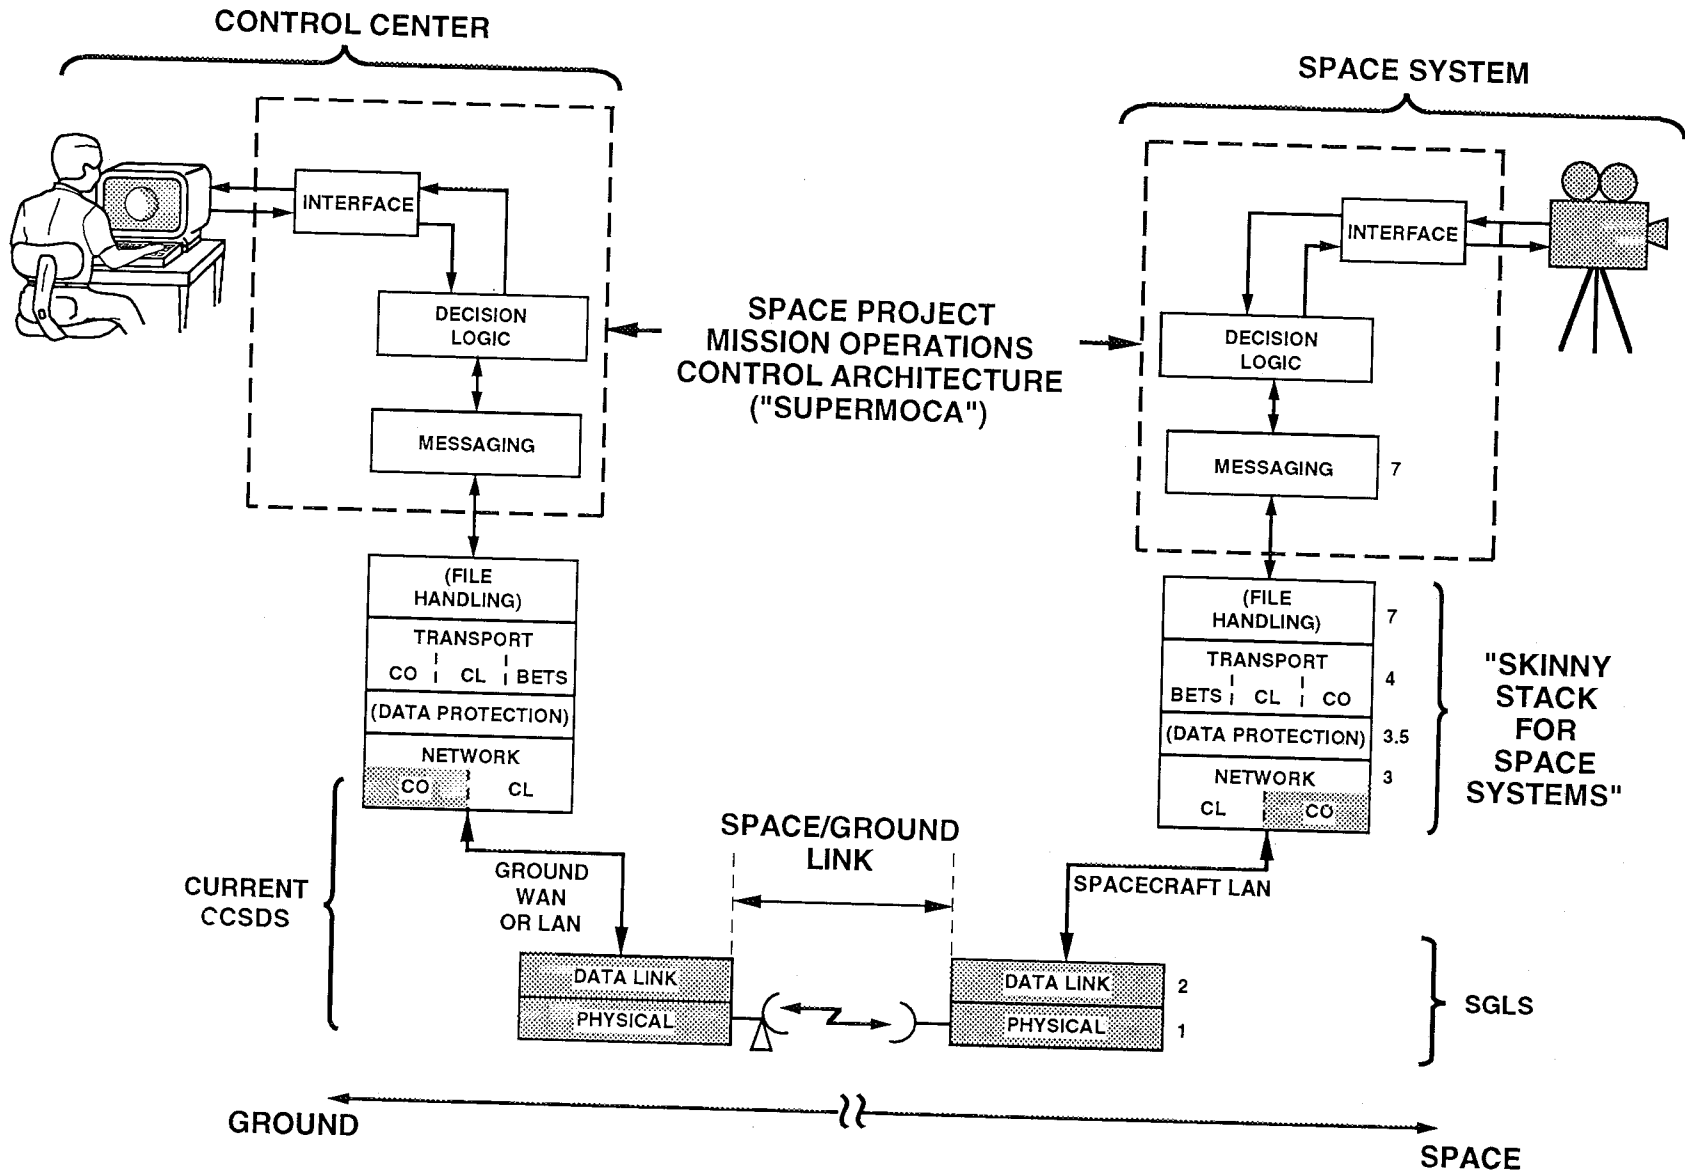 CONTROL CENTER
SPACE SYSTEM
INTERFACE
INTERFACE
DECISION
LOGIC
SPACE PROJECT
MISSION OPERATIONS
CONTROL ARCHITECTURE
("SUPERMOCA")
DECISION
LOGIC
MESSAGING
MESSAGING
7
(FILE
HANDLING)
TRANSPORT
CO CL BETS
(DATA PROTECTION)
NETWORK
CO CL
(FILE
HANDLING)
7
TRANSPORT
4
BETS CL CO
(DATA PROTECTION)
3.5
NETWORK
3
CL CO
"SKINNY
STACK
FOR
SPACE
SYSTEMS"
CURRENT
CCSDS
GROUND
WAN
OR LAN
SPACE/GROUND
LINK
SPACECRAFT LAN
DATA LINK
PHYSICAL
DATA LINK
2
PHYSICAL
1
SGLS
GROUND
SPACE